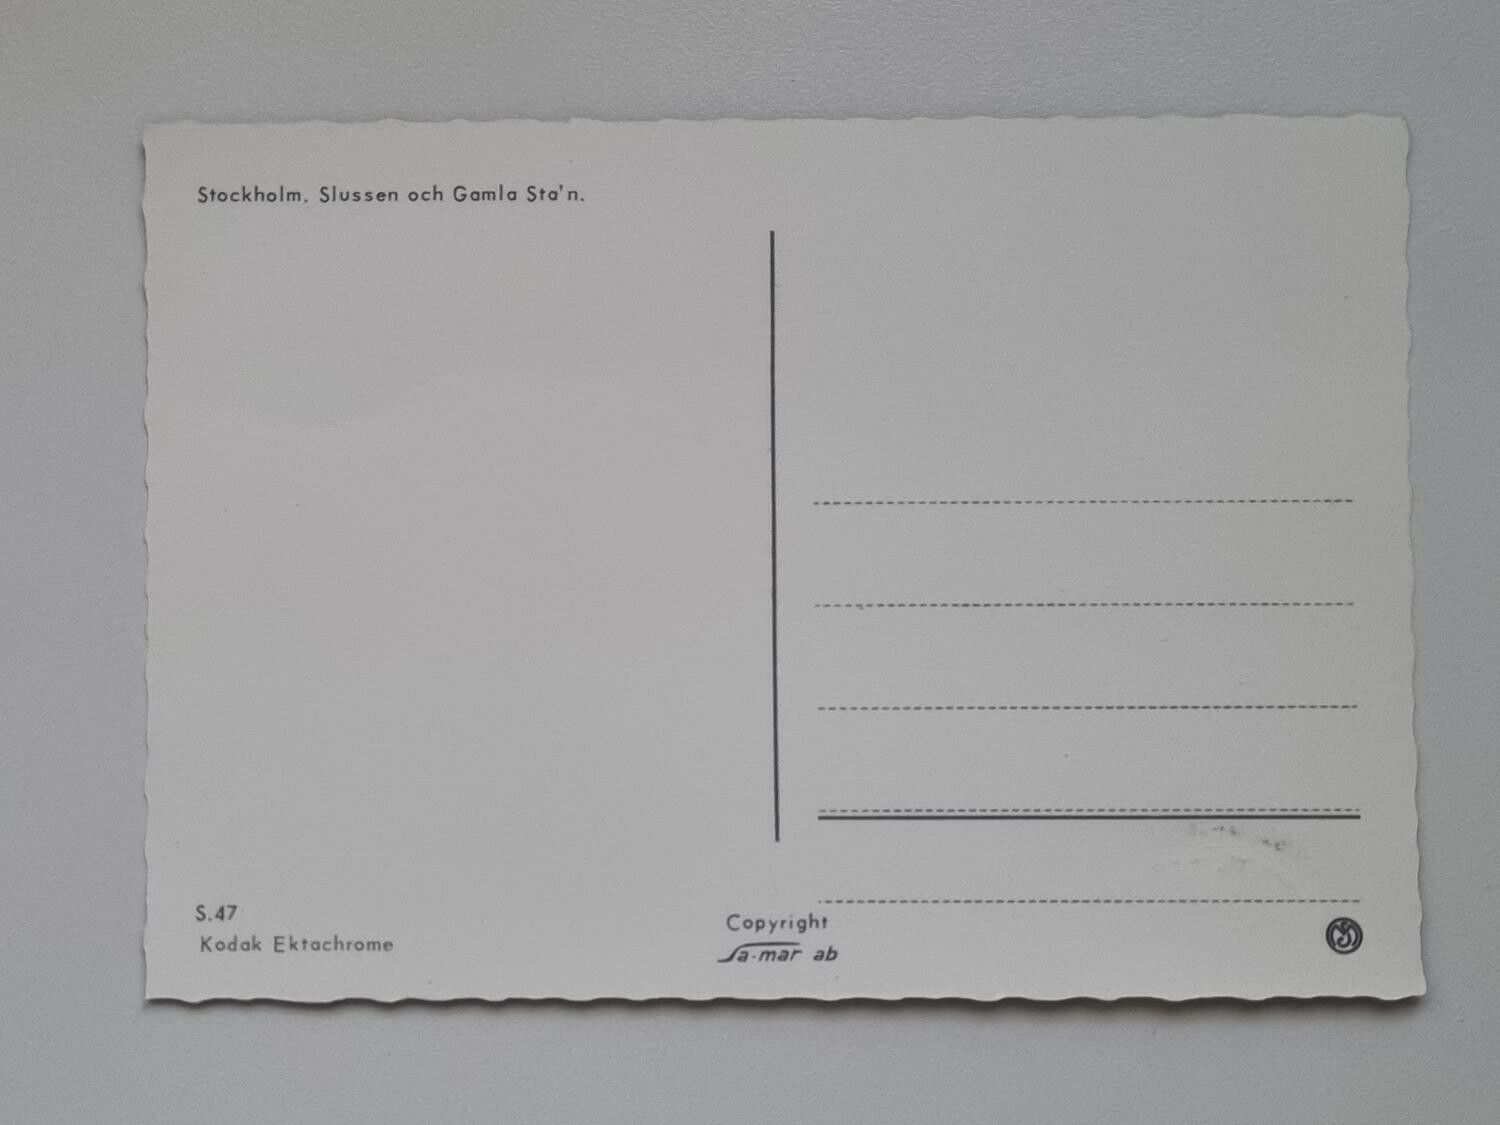 Stockholm. Slussen och Gamla Sta'n.
S.47
Kodak Ektachrome
Copyright
Sa-mar ab